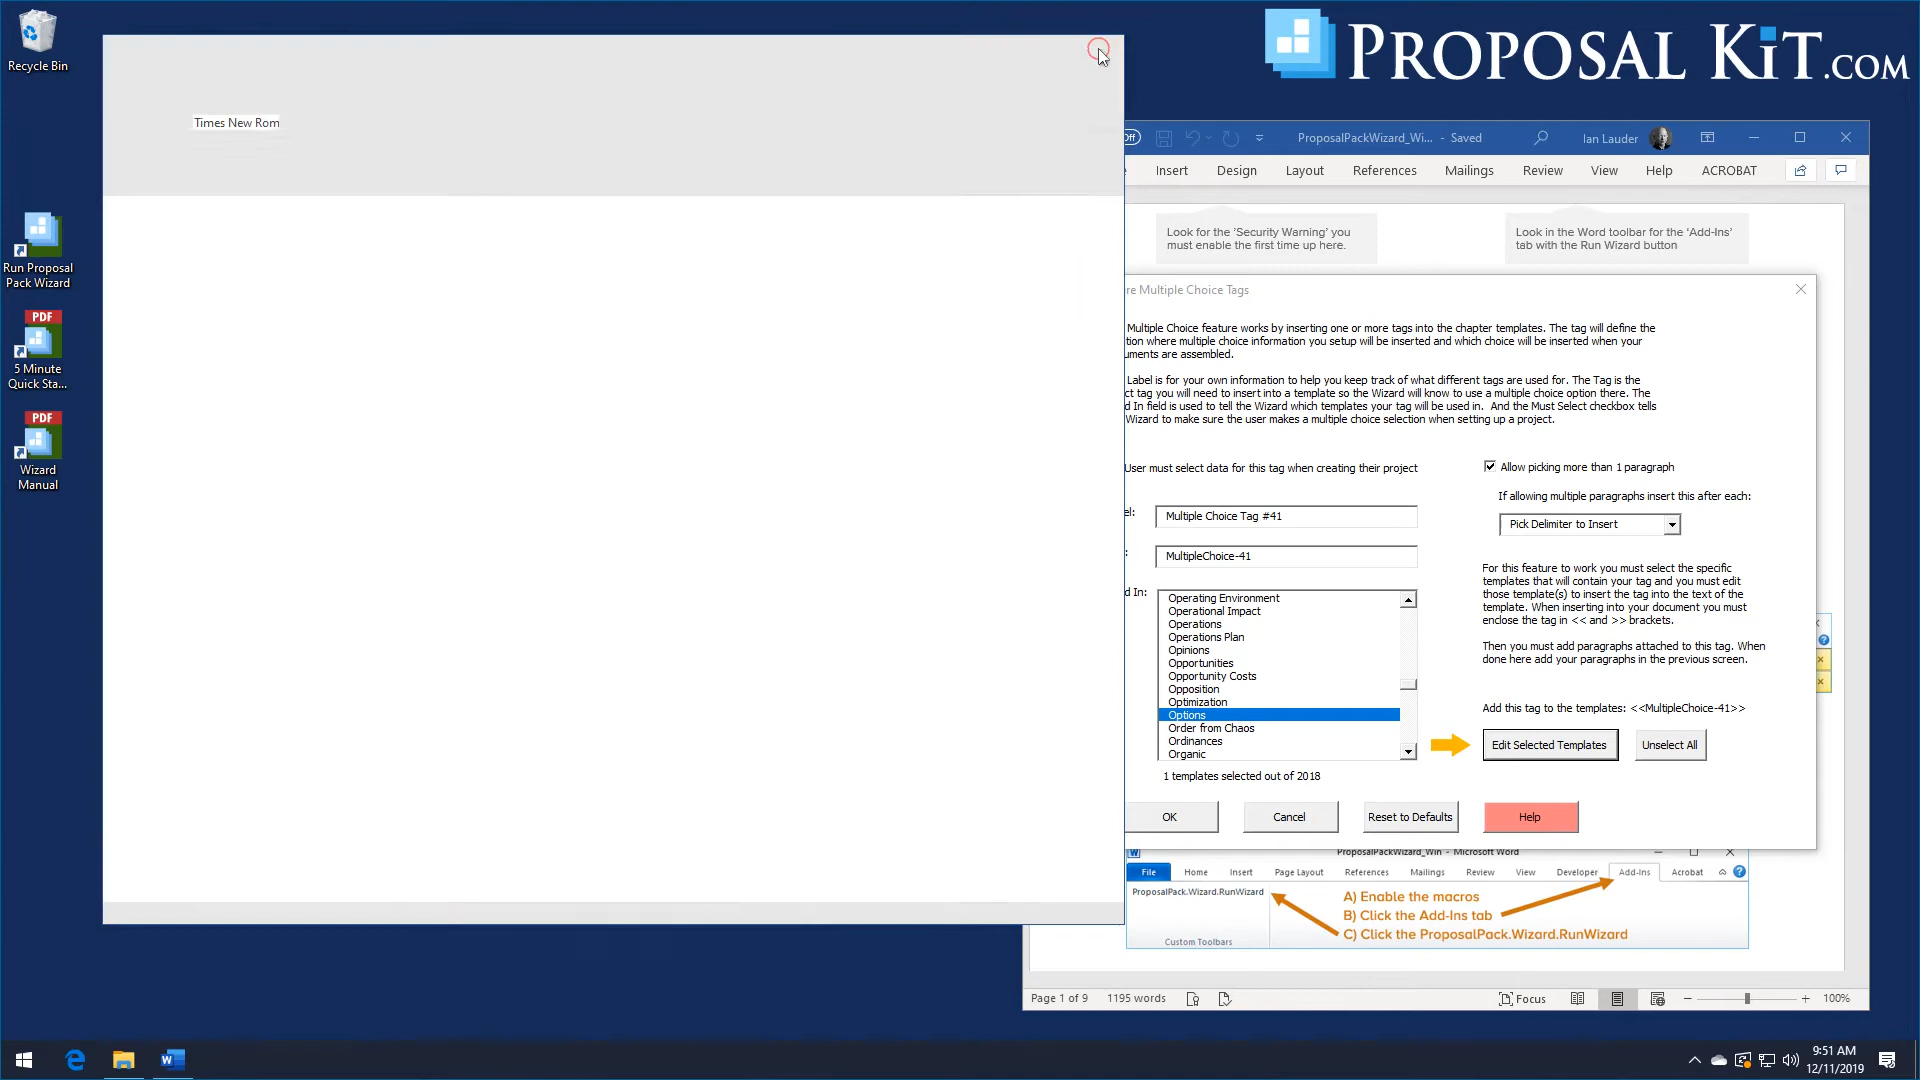 Recycle Bin
PROPOSAL KIT.COM
Times New Rom
Off
ProposalPackWizard_Wi... - Saved
Ian Lauder
Insert
Design
Layout
References
Mailings
Review
View
Help
ACROBAT
Look for the 'Security Warning' you
must enable the first time up here.
Look in the Word toolbar for the 'Add-Ins'
tab with the Run Wizard button
Run Proposal
Pack Wizard
PDF
5 Minute
Quick Sta...
PDF
Wizard
Manual
re Multiple Choice Tags
Multiple Choice feature works by inserting one or more tags into the chapter templates. The tag will define the
tion where multiple choice information you setup will be inserted and which choice will be inserted when your
uments are assembled.
Label is for your own information to help you keep track of what different tags are used for. The Tag is the
ct tag you will need to insert into a template so the Wizard will know to use a multiple choice option there. The
d In field is used to tell the Wizard which templates your tag will be used in. And the Must Select checkbox tells
Wizard to make sure the user makes a multiple choice selection when setting up a project.
User must select data for this tag when creating their project
Allow picking more than 1 paragraph
If allowing multiple paragraphs insert this after each:
Pick Delimiter to Insert
el:
Multiple Choice Tag #41
:
MultipleChoice-41
d In:
Operating Environment
Operational Impact
Operations
Operations Plan
Opinions
Opportunities
Opportunity Costs
Opposition
Optimization
Options
Order from Chaos
Ordinances
Organic
1 templates selected out of 2018
For this feature to work you must select the specific
templates that will contain your tag and you must edit
those template(s) to insert the tag into the text of the
template. When inserting into your document you must
enclose the tag in << and >> brackets.
Then you must add paragraphs attached to this tag. When
done here add your paragraphs in the previous screen.
Add this tag to the templates: <<MultipleChoice-41>>
Edit Selected Templates
Unselect All
OK
Cancel
Reset to Defaults
Help
ProposalPackWizard_Win - Microsoft Word
File
Home
Insert
Page Layout
References
Mailings
Review
View
Developer
Add-Ins
Acrobat
ProposalPack.Wizard.RunWizard
A) Enable the macros
B) Click the Add-Ins tab
C) Click the ProposalPack.Wizard.RunWizard
Custom Toolbars
Page 1 of 9
1195 words
Focus
100%
9:51 AM
12/11/2019